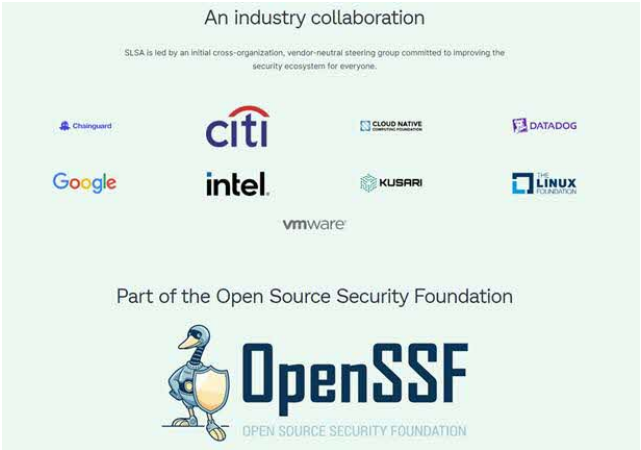 An industry collaboration
SLSA is led by an initial cross-organization, vendor-neutral steering group committed to improving the
security ecosystem for everyone.
Chainguard
citi
CLOUD NATIVE
COMPUTING FOUNDATION
DATADOG
Google
intel.
KUSARI
THE
LINUX
FOUNDATION
vmware
Part of the Open Source Security Foundation
OpenSSF
OPEN SOURCE SECURITY FOUNDATION